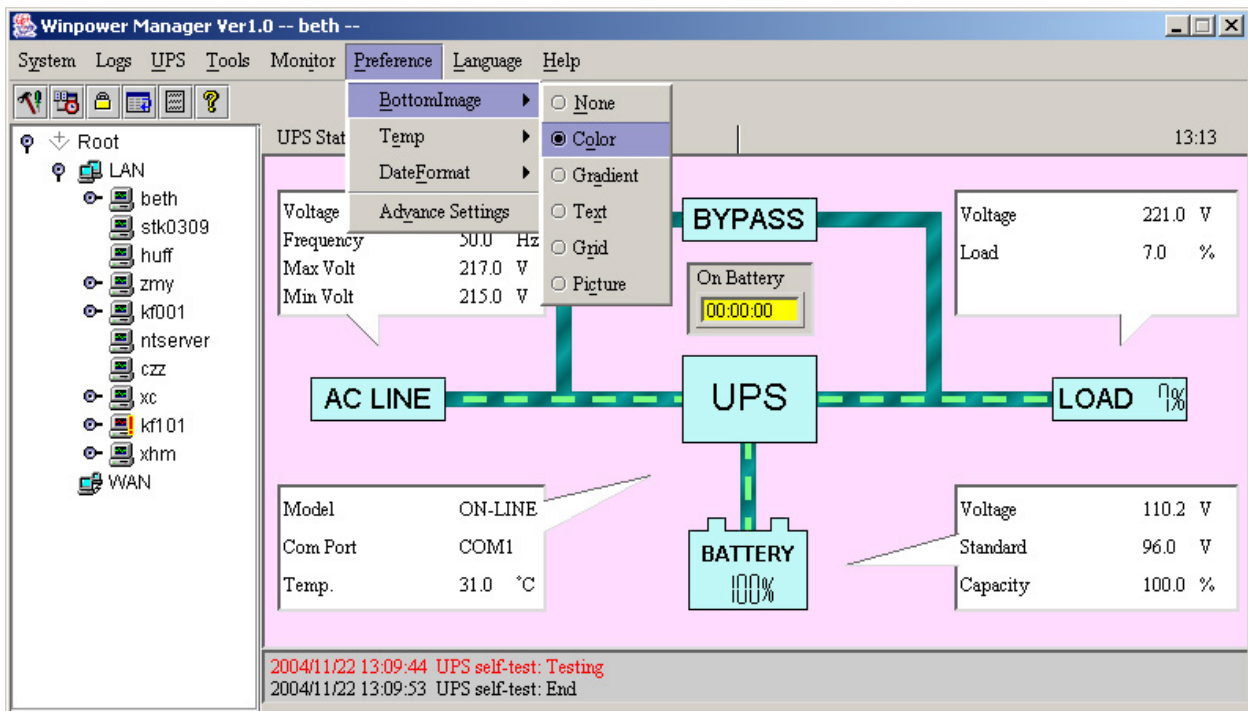 Winpower Manager Ver1.0 -- beth --
System Logs UPS Tools Monitor Preference Language Help
BottomImage
Temp
DateFormat
Advance Settings
None
Color
Gradient
Text
Grid
Picture
Root
LAN
beth
stk0309
huff
zmy
kf001
ntserver
czz
xc
kf101
xhm
WAN
UPS Stat
13:13
Voltage
Frequency 50.0 Hz
Max Volt 217.0 V
Min Volt 215.0 V
BYPASS
On Battery
00:00:00
Voltage 221.0 V
Load 7.0 %
AC LINE
UPS
LOAD 7%
Model ON-LINE
Com Port COM1
Temp. 31.0 °C
BATTERY
100%
Voltage 110.2 V
Standard 96.0 V
Capacity 100.0 %
2004/11/22 13:09:44 UPS self-test: Testing
2004/11/22 13:09:53 UPS self-test: End